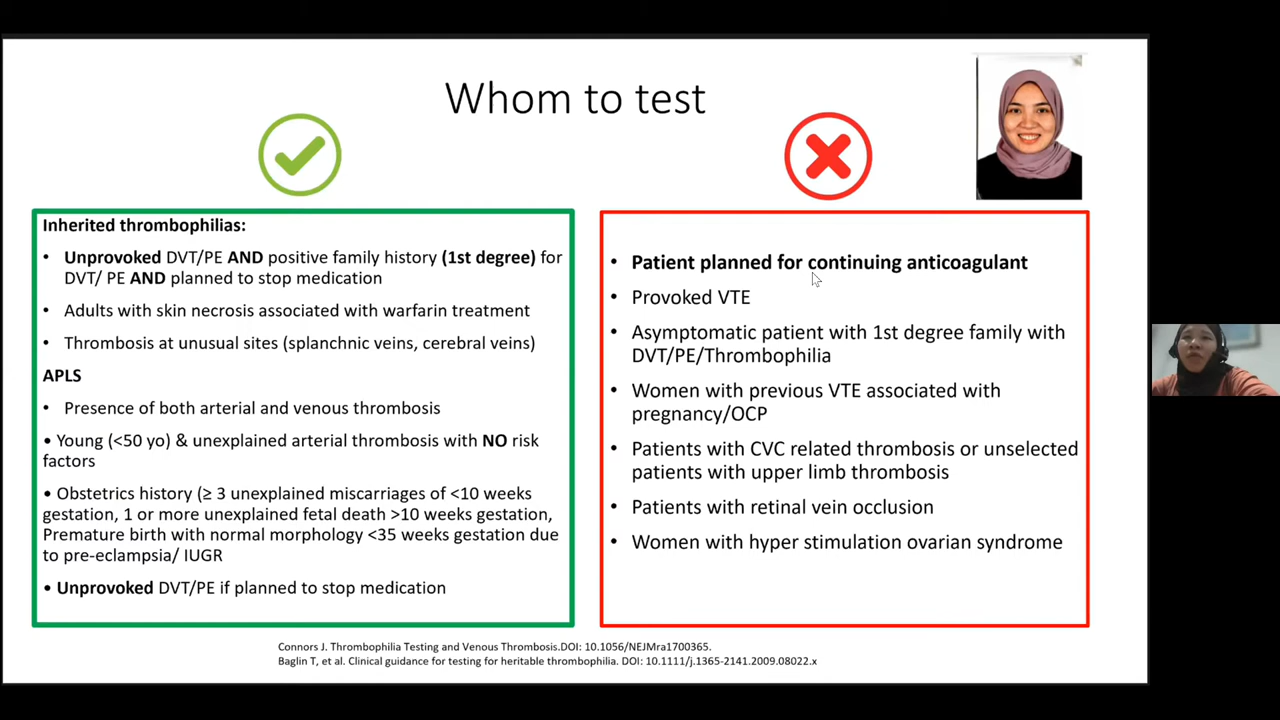 Whom to test
Inherited thrombophilias:
• Unprovoked DVT/PE AND positive family history (1st degree) for
DVT/ PE AND planned to stop medication
• Adults with skin necrosis associated with warfarin treatment
• Thrombosis at unusual sites (splanchnic veins, cerebral veins)
APLS
• Presence of both arterial and venous thrombosis
• Young (<50 yo) & unexplained arterial thrombosis with NO risk
factors
• Obstetrics history (≥ 3 unexplained miscarriages of <10 weeks
gestation, 1 or more unexplained fetal death >10 weeks gestation,
Premature birth with normal morphology <35 weeks gestation due
to pre-eclampsia/ IUGR
• Unprovoked DVT/PE if planned to stop medication
• Patient planned for continuing anticoagulant
• Provoked VTE
• Asymptomatic patient with 1st degree family with
DVT/PE/Thrombophilia
• Women with previous VTE associated with
pregnancy/OCP
• Patients with CVC related thrombosis or unselected
patients with upper limb thrombosis
• Patients with retinal vein occlusion
• Women with hyper stimulation ovarian syndrome
Connors J. Thrombophilia Testing and Venous Thrombosis.DOI: 10.1056/NEJMra1700365.
Baglin T, et al. Clinical guidance for testing for heritable thrombophilia. DOI: 10.1111/j.1365-2141.2009.08022.x